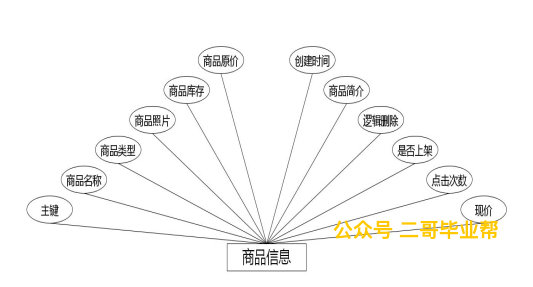 商品原价
创建时间
商品库存
商品简介
商品照片
逻辑删除
商品类型
是否上架
商品名称
点击次数
主键
现价
公众号 二哥毕业帮
商品信息